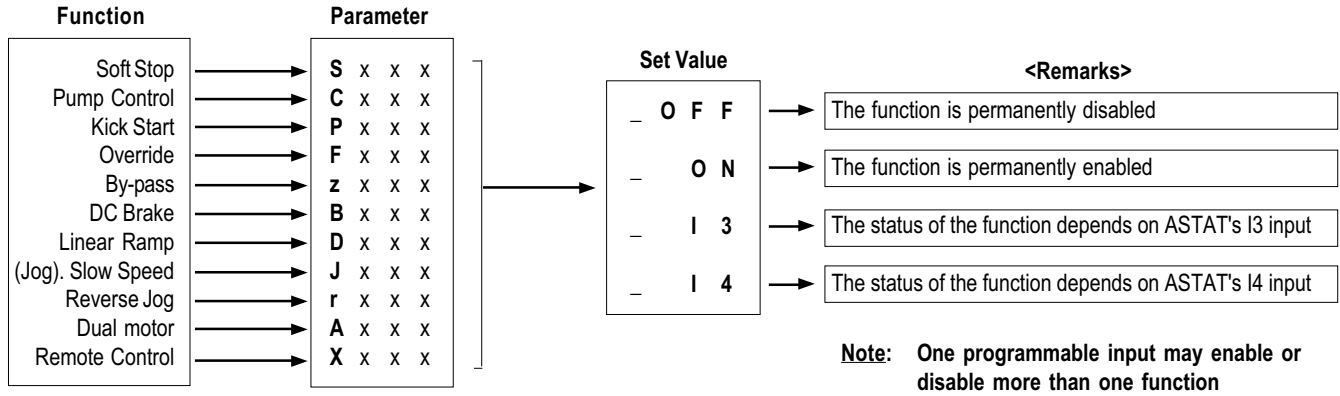 Function
Parameter
Soft Stop
S x x x
Pump Control
C x x x
Kick Start
P x x x
Override
F x x x
By-pass
z x x x
DC Brake
B x x x
Linear Ramp
D x x x
(Jog). Slow Speed
J x x x
Reverse Jog
r x x x
Dual motor
A x x x
Remote Control
X x x x
Set Value
_ O F F
_ O N
_ I 3
_ I 4
<Remarks>
The function is permanently disabled
The function is permanently enabled
The status of the function depends on ASTAT's I3 input
The status of the function depends on ASTAT's I4 input
Note: One programmable input may enable or
disable more than one function